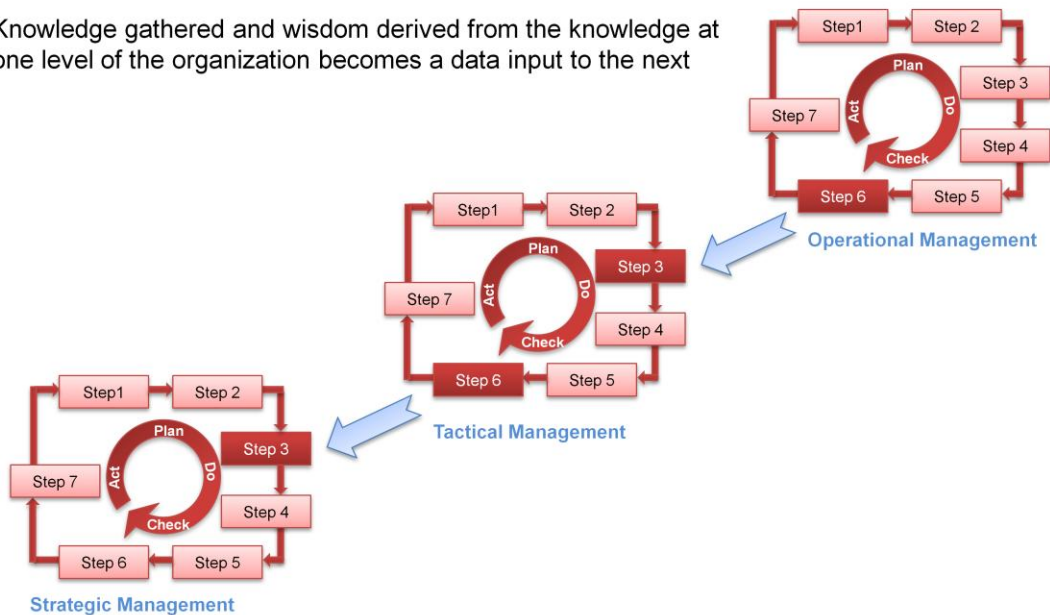 Knowledge gathered and wisdom derived from the knowledge at
one level of the organization becomes a data input to the next
Step1
Step 2
Step 3
Step 4
Step 5
Step 6
Step 7
Plan
Do
Check
Act
Operational Management
Step1
Step 2
Step 3
Step 4
Step 5
Step 6
Step 7
Plan
Do
Check
Act
Tactical Management
Step1
Step 2
Step 3
Step 4
Step 5
Step 6
Step 7
Plan
Do
Check
Act
Strategic Management